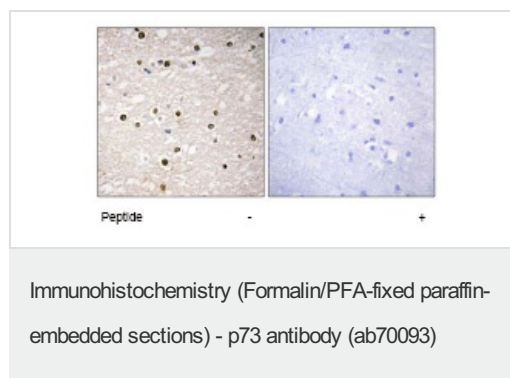 Peptide - +
Immunohistochemistry (Formalin/PFA-fixed paraffin-
embedded sections) - p73 antibody (ab70093)